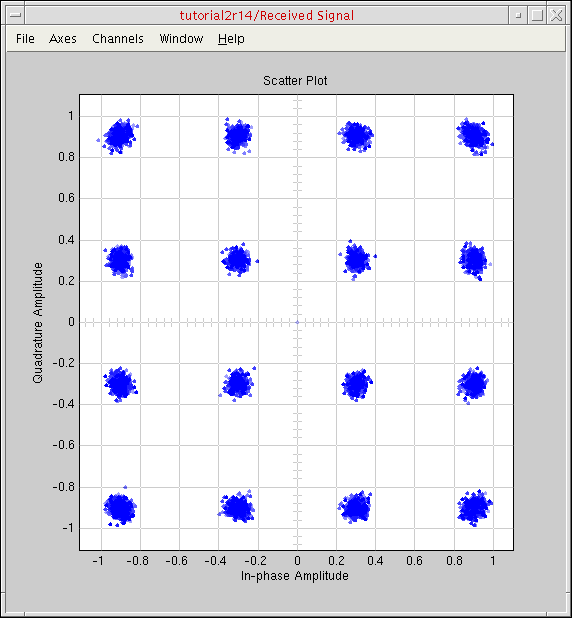 tutorial2r14/Received Signal
File Axes Channels Window Help
Scatter Plot
1
0.8
0.6
0.4
0.2
0
-0.2
-0.4
-0.6
-0.8
-1
Quadrature Amplitude
-1 -0.8 -0.6 -0.4 -0.2 0 0.2 0.4 0.6 0.8 1
In-phase Amplitude